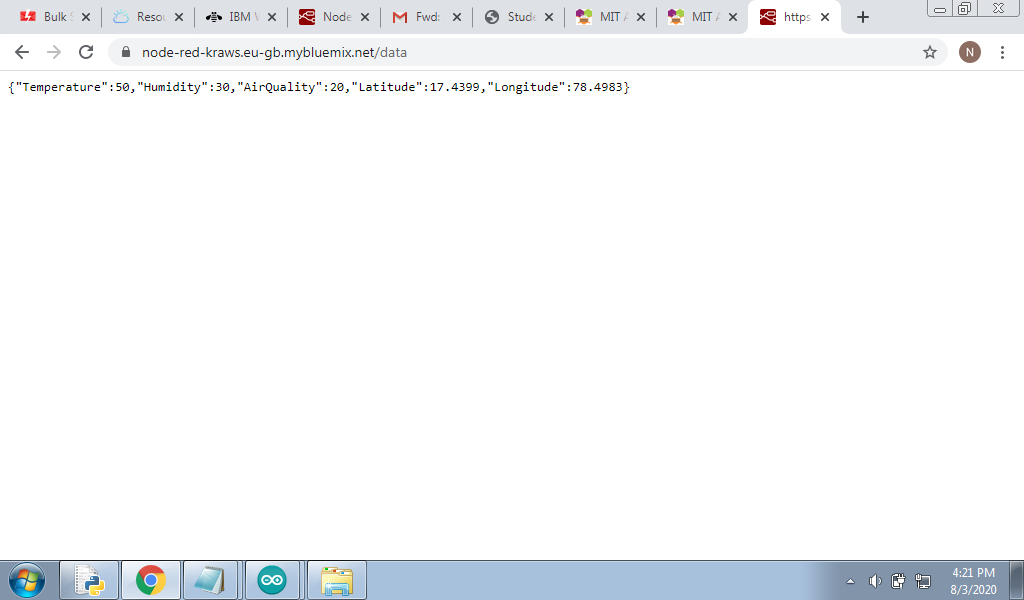 Bulk S
Resou
IBM W
Node
Fwd:
Stude
MIT A
MIT A
https
node-red-kraws.eu-gb.mybluemix.net/data
N
{"Temperature":50,"Humidity":30,"AirQuality":20,"Latitude":17.4399,"Longitude":78.4983}
4:21 PM
8/3/2020